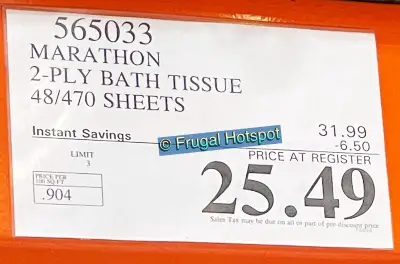 565033
MARATHON
2-PLY BATH TISSUE
48/470 SHEETS
Instant Savings
31.99
-6.50
© Frugal Hotspot
LIMIT
3
PRICE AT REGISTER
25.49
PRICE PER
100 SQ FT
.904
Sales Tax may be due on all or part of pre-discount price